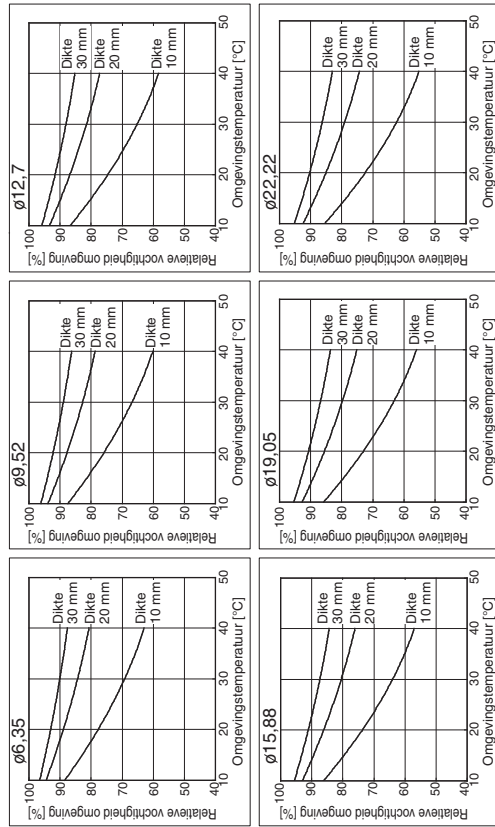 ø6,35
Relatieve vochtigheid omgeving [%]
100
90
80
70
60
50
40
Dikte
30 mm
Dikte
20 mm
Dikte
10 mm
10
20
30
40
50
Omgevingstemperatuur [°C]
ø9,52
Relatieve vochtigheid omgeving [%]
100
90
80
70
60
50
40
Dikte
30 mm
Dikte
20 mm
Dikte
10 mm
10
20
30
40
50
Omgevingstemperatuur [°C]
ø12,7
Relatieve vochtigheid omgeving [%]
100
90
80
70
60
50
40
Dikte
30 mm
Dikte
20 mm
Dikte
10 mm
10
20
30
40
50
Omgevingstemperatuur [°C]
ø15,88
Relatieve vochtigheid omgeving [%]
100
90
80
70
60
50
40
Dikte
30 mm
Dikte
20 mm
Dikte
10 mm
10
20
30
40
50
Omgevingstemperatuur [°C]
ø19,05
Relatieve vochtigheid omgeving [%]
100
90
80
70
60
50
40
Dikte
30 mm
Dikte
20 mm
Dikte
10 mm
10
20
30
40
50
Omgevingstemperatuur [°C]
ø22,22
Relatieve vochtigheid omgeving [%]
100
90
80
70
60
50
40
Dikte
30 mm
Dikte
20 mm
Dikte
10 mm
10
20
30
40
50
Omgevingstemperatuur [°C]